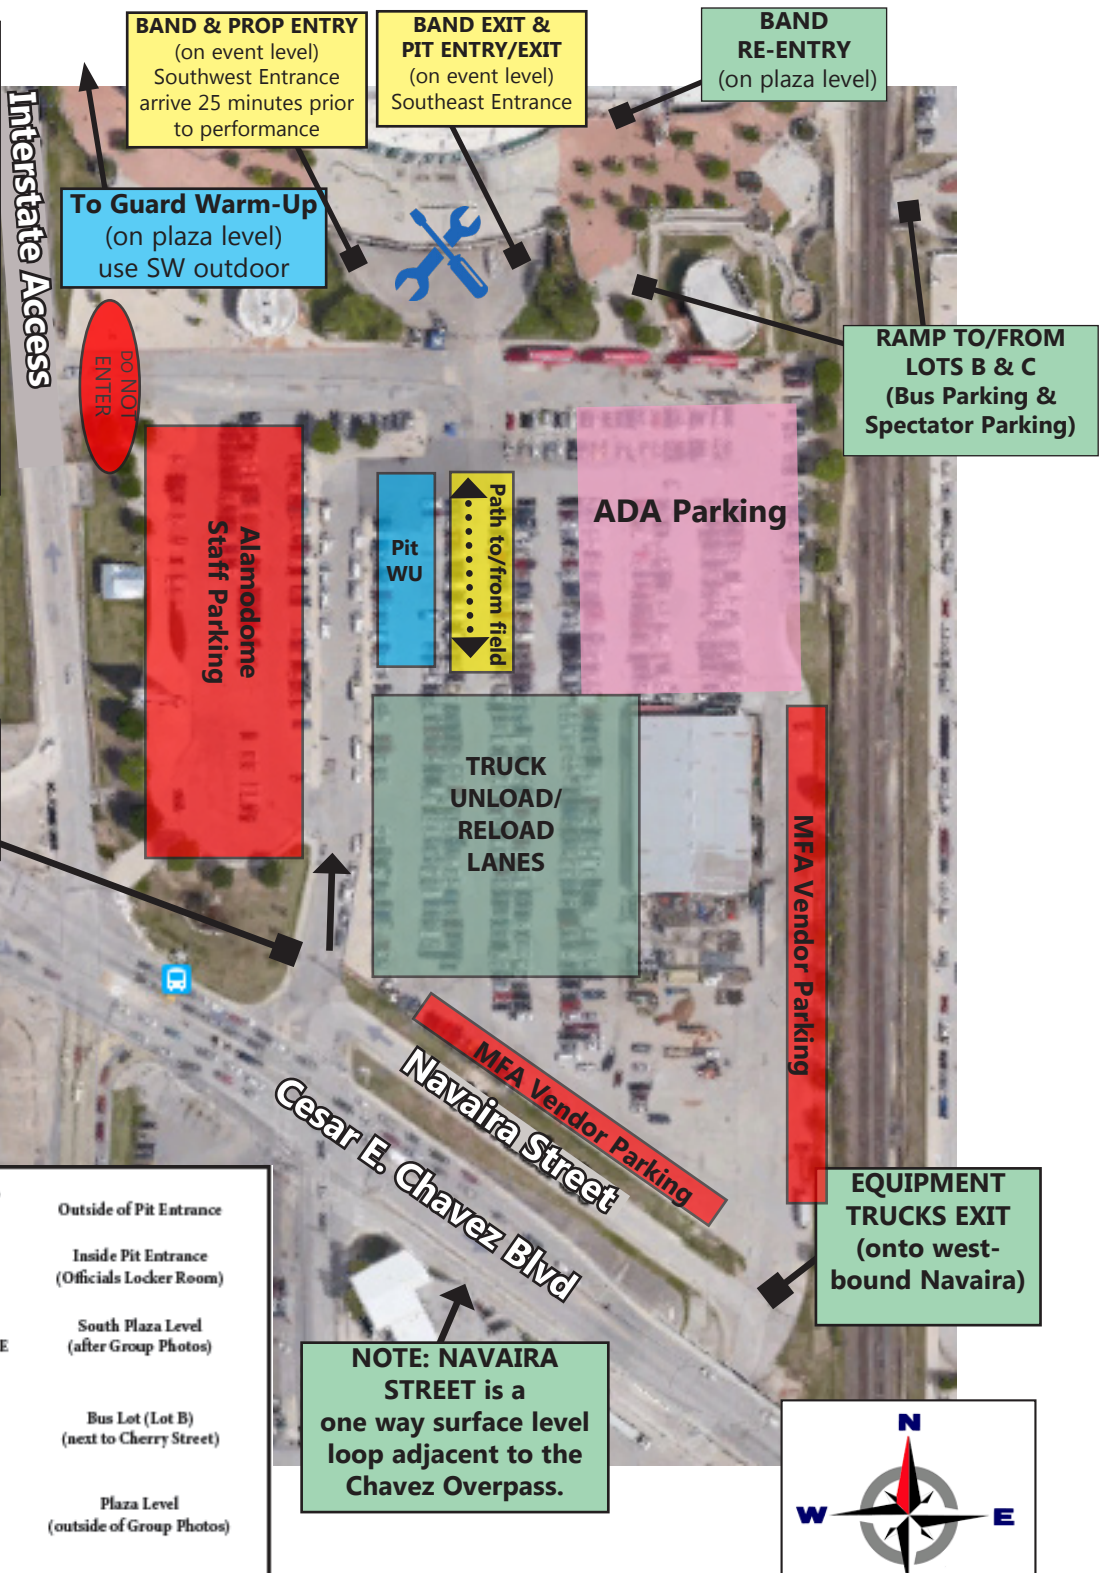 BAND & PROP ENTRY
(on event level)
Southwest Entrance
arrive 25 minutes prior
to performance
BAND EXIT &
PIT ENTRY/EXIT
(on event level)
Southeast Entrance
BAND
RE-ENTRY
(on plaza level)
Interstate Access
To Guard Warm-Up
(on plaza level)
use SW outdoor
DO NOT
ENTER
RAMP TO/FROM
LOTS B & C
(Bus Parking &
Spectator Parking)
Alamodome
Staff Parking
Pit
WU
Path to/from field
ADA Parking
TRUCK
UNLOAD/
RELOAD
LANES
MFA Vendor Parking
MFA Vendor Parking
Navaira Street
Cesar E. Chavez Blvd
EQUIPMENT
TRUCKS EXIT
(onto west-
bound Navaira)
NOTE: NAVAIRA
STREET is a
one way surface level
loop adjacent to the
Chavez Overpass.
Outside of Pit Entrance
Inside Pit Entrance
(Officials Locker Room)
South Plaza Level
E (after Group Photos)
Bus Lot (Lot B)
(next to Cherry Street)
Plaza Level
(outside of Group Photos)
N
W
E